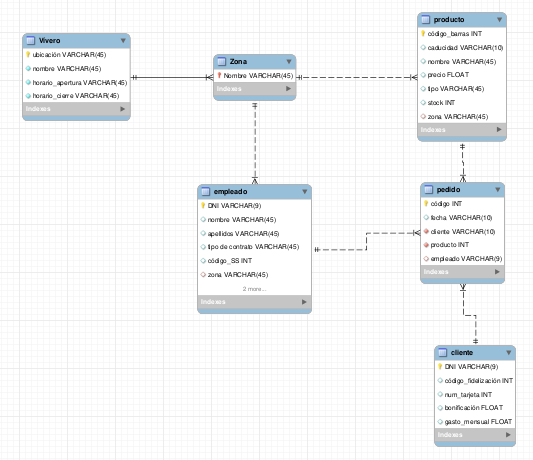 Vivero
ubicación VARCHAR(45)
nombre VARCHAR(45)
horario_apertura VARCHAR(45)
horario_cierre VARCHAR(45)
Indexes
Zona
Nombre VARCHAR(45)
Indexes
producto
código_barras INT
caducidad VARCHAR(10)
nombre VARCHAR(45)
precio FLOAT
tipo VARCHAR(45)
stock INT
zona VARCHAR(45)
Indexes
empleado
DNI VARCHAR(9)
nombre VARCHAR(45)
apellidos VARCHAR(45)
tipo de contrato VARCHAR(45)
código_SS INT
zona VARCHAR(45)
2 more...
Indexes
pedido
código INT
fecha VARCHAR(10)
cliente VARCHAR(10)
producto INT
empleado VARCHAR(9)
Indexes
cliente
DNI VARCHAR(9)
código_fidelización INT
num_tarjeta INT
bonificación FLOAT
gasto_mensual FLOAT
Indexes